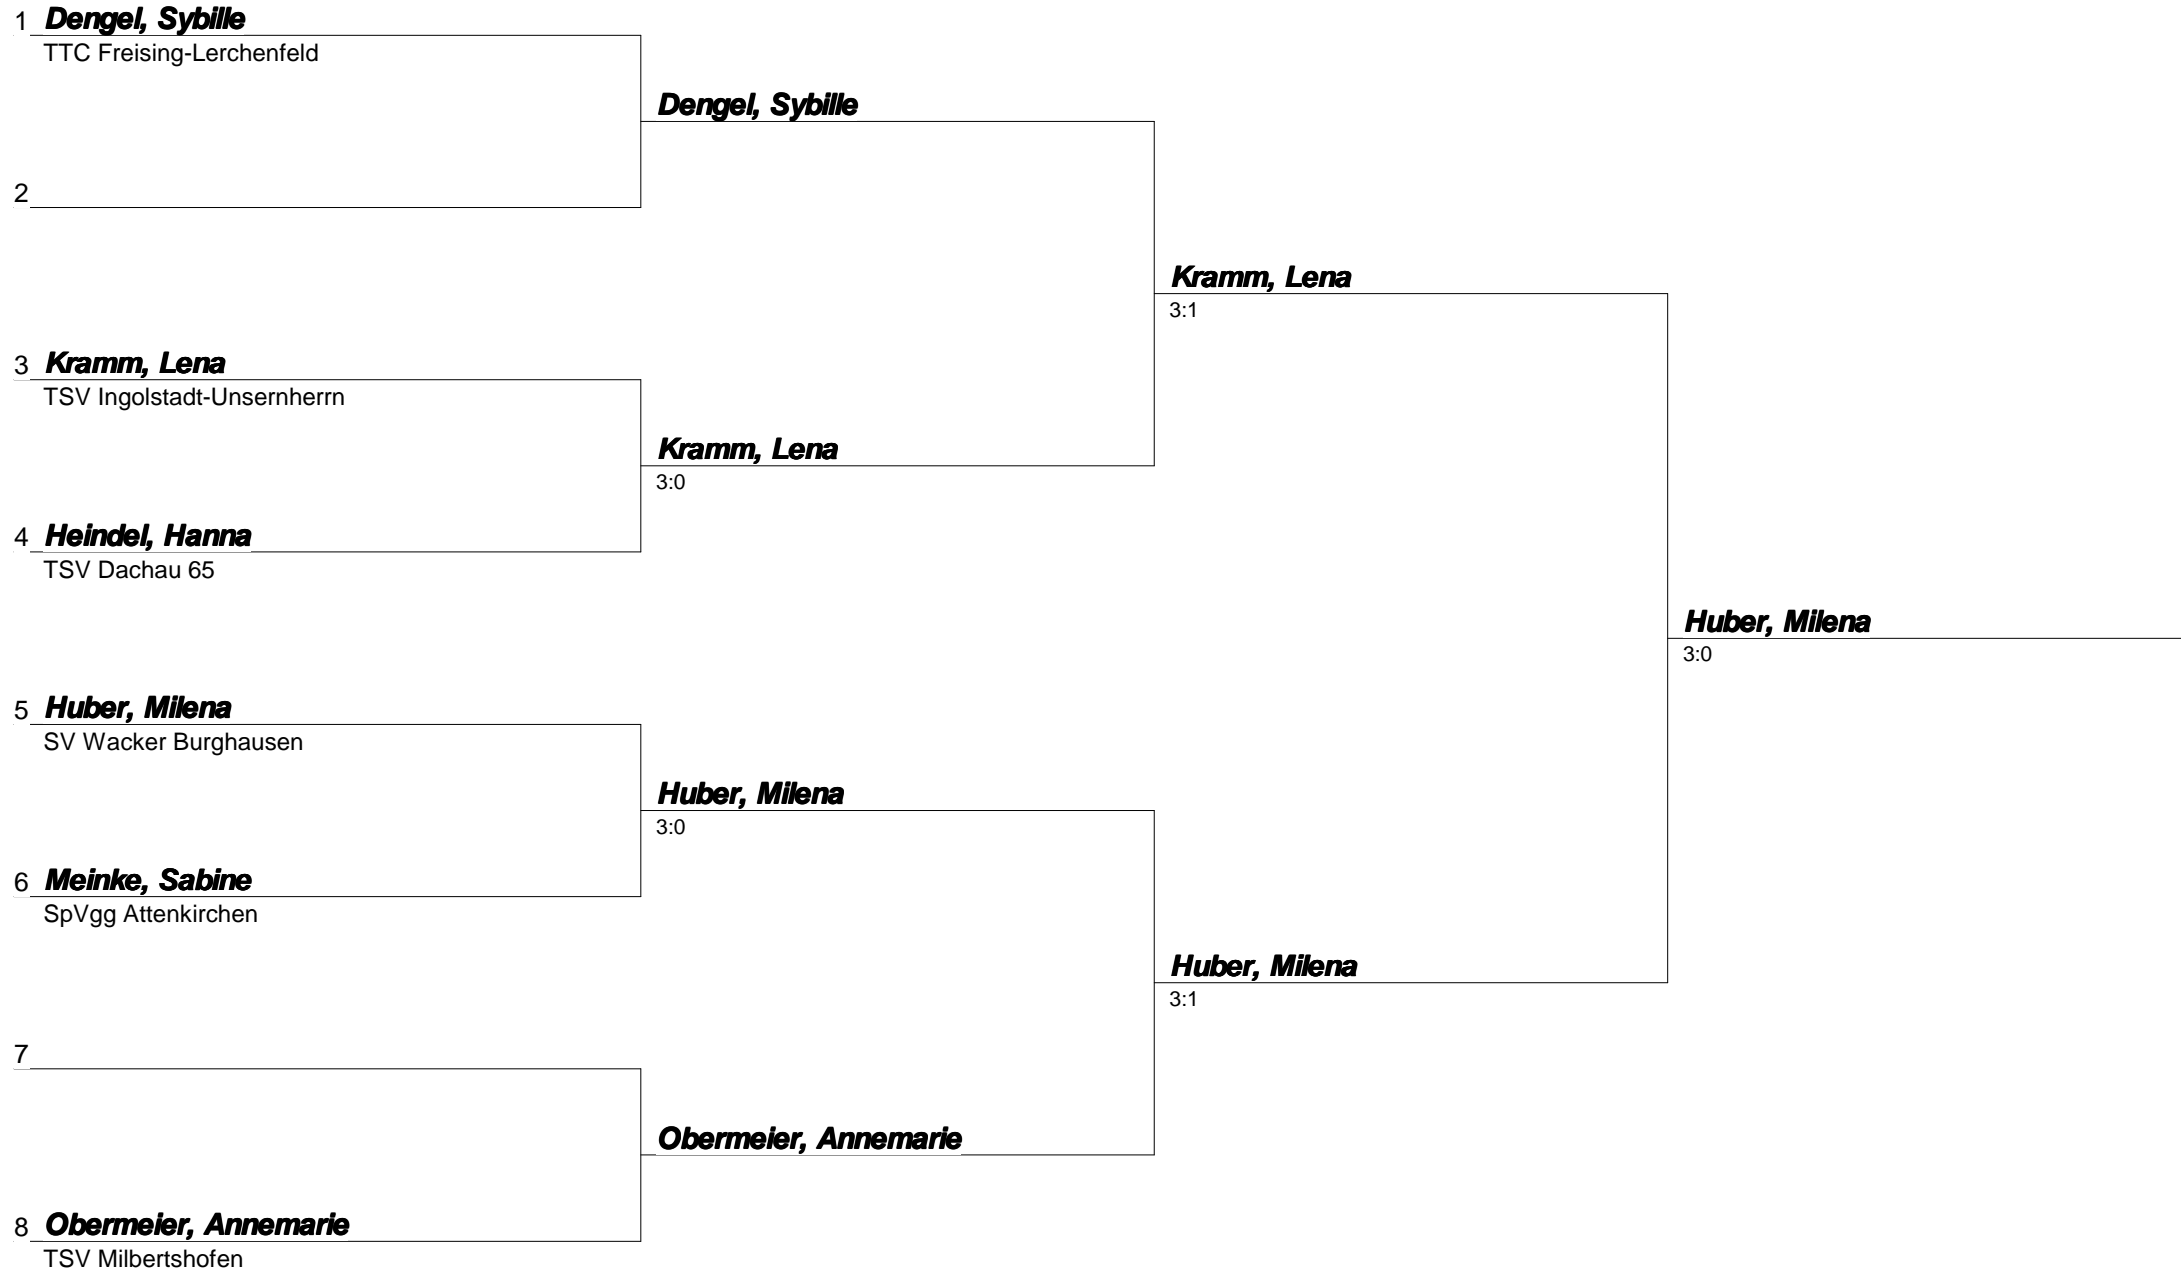 1 Dengel, Sybille
TTC Freising-Lerchenfeld
Dengel, Sybille
2
Kramm, Lena
3:1
3 Kramm, Lena
TSV Ingolstadt-Unsernherrn
Kramm, Lena
3:0
4 Heindel, Hanna
TSV Dachau 65
Huber, Milena
3:0
5 Huber, Milena
SV Wacker Burghausen
Huber, Milena
3:0
6 Meinke, Sabine
SpVgg Attenkirchen
Huber, Milena
3:1
7
Obermeier, Annemarie
8 Obermeier, Annemarie
TSV Milbertshofen